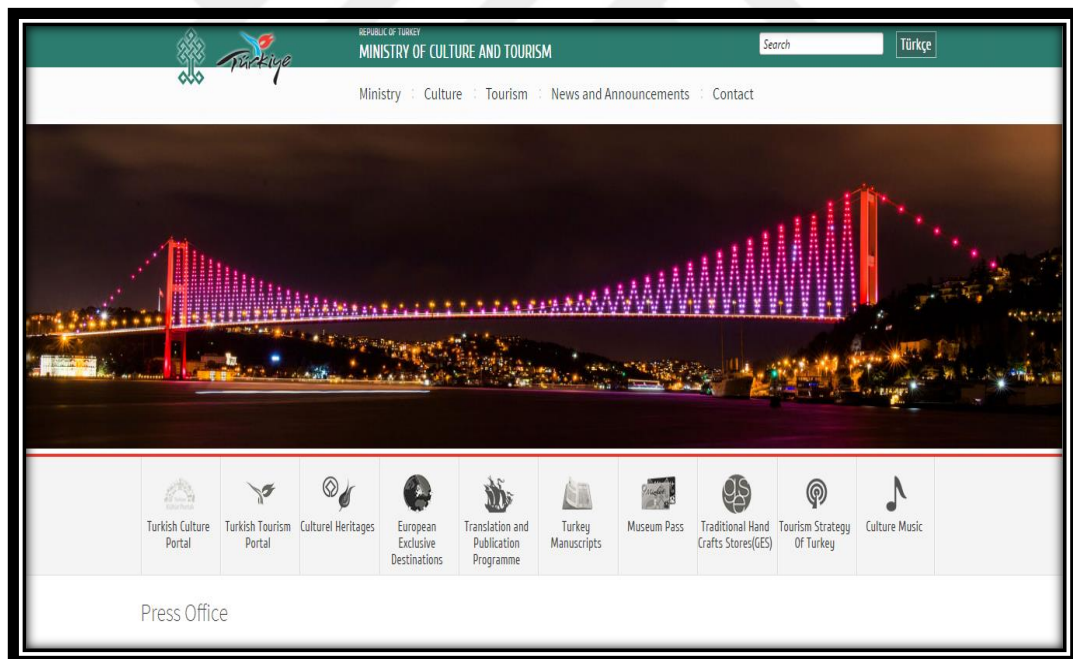 REPUBLIC OF TURKEY
MINISTRY OF CULTURE AND TOURISM
Türkiye
Search
Türkçe
Ministry
Culture
Tourism
News and Announcements
Contact
Turkish Culture
Portal
Turkish Tourism
Portal
Culturel Heritages
European
Exclusive
Destinations
Translation and
Publication
Programme
Turkey
Manuscripts
Museum Pass
Traditional Hand
Crafts Stores(GES)
Tourism Strategy
Of Turkey
Culture Music
Press Office